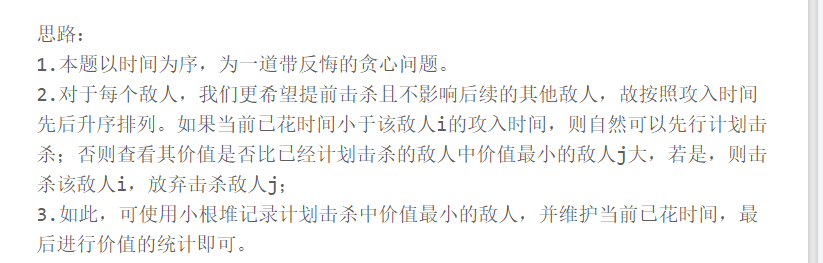 思路:
1.本题以时间为序，为一道带反悔的贪心问题。
2.对于每个敌人，我们更希望提前击杀且不影响后续的其他敌人，故按照攻入时间
先后升序排列。如果当前已花时间小于该敌人i的攻入时间，则自然可以先行计划击
杀；否则查看其价值是否比已经计划击杀的敌人中价值最小的敌人j大，若是，则击
杀该敌人i，放弃击杀敌人j；
3.如此，可使用小根堆记录计划击杀中价值最小的敌人，并维护当前已花时间，最
后进行价值的统计即可。